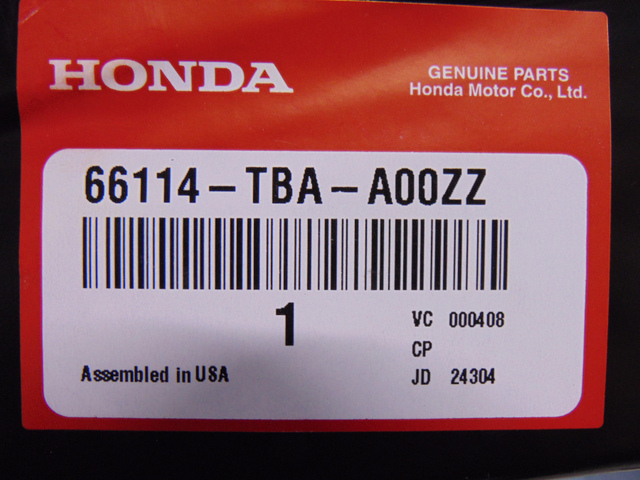 HONDA
GENUINE PARTS
Honda Motor Co., Ltd.
66114-TBA-A00ZZ
1
VC 000408
CP
Assembled in USA
JD 24304